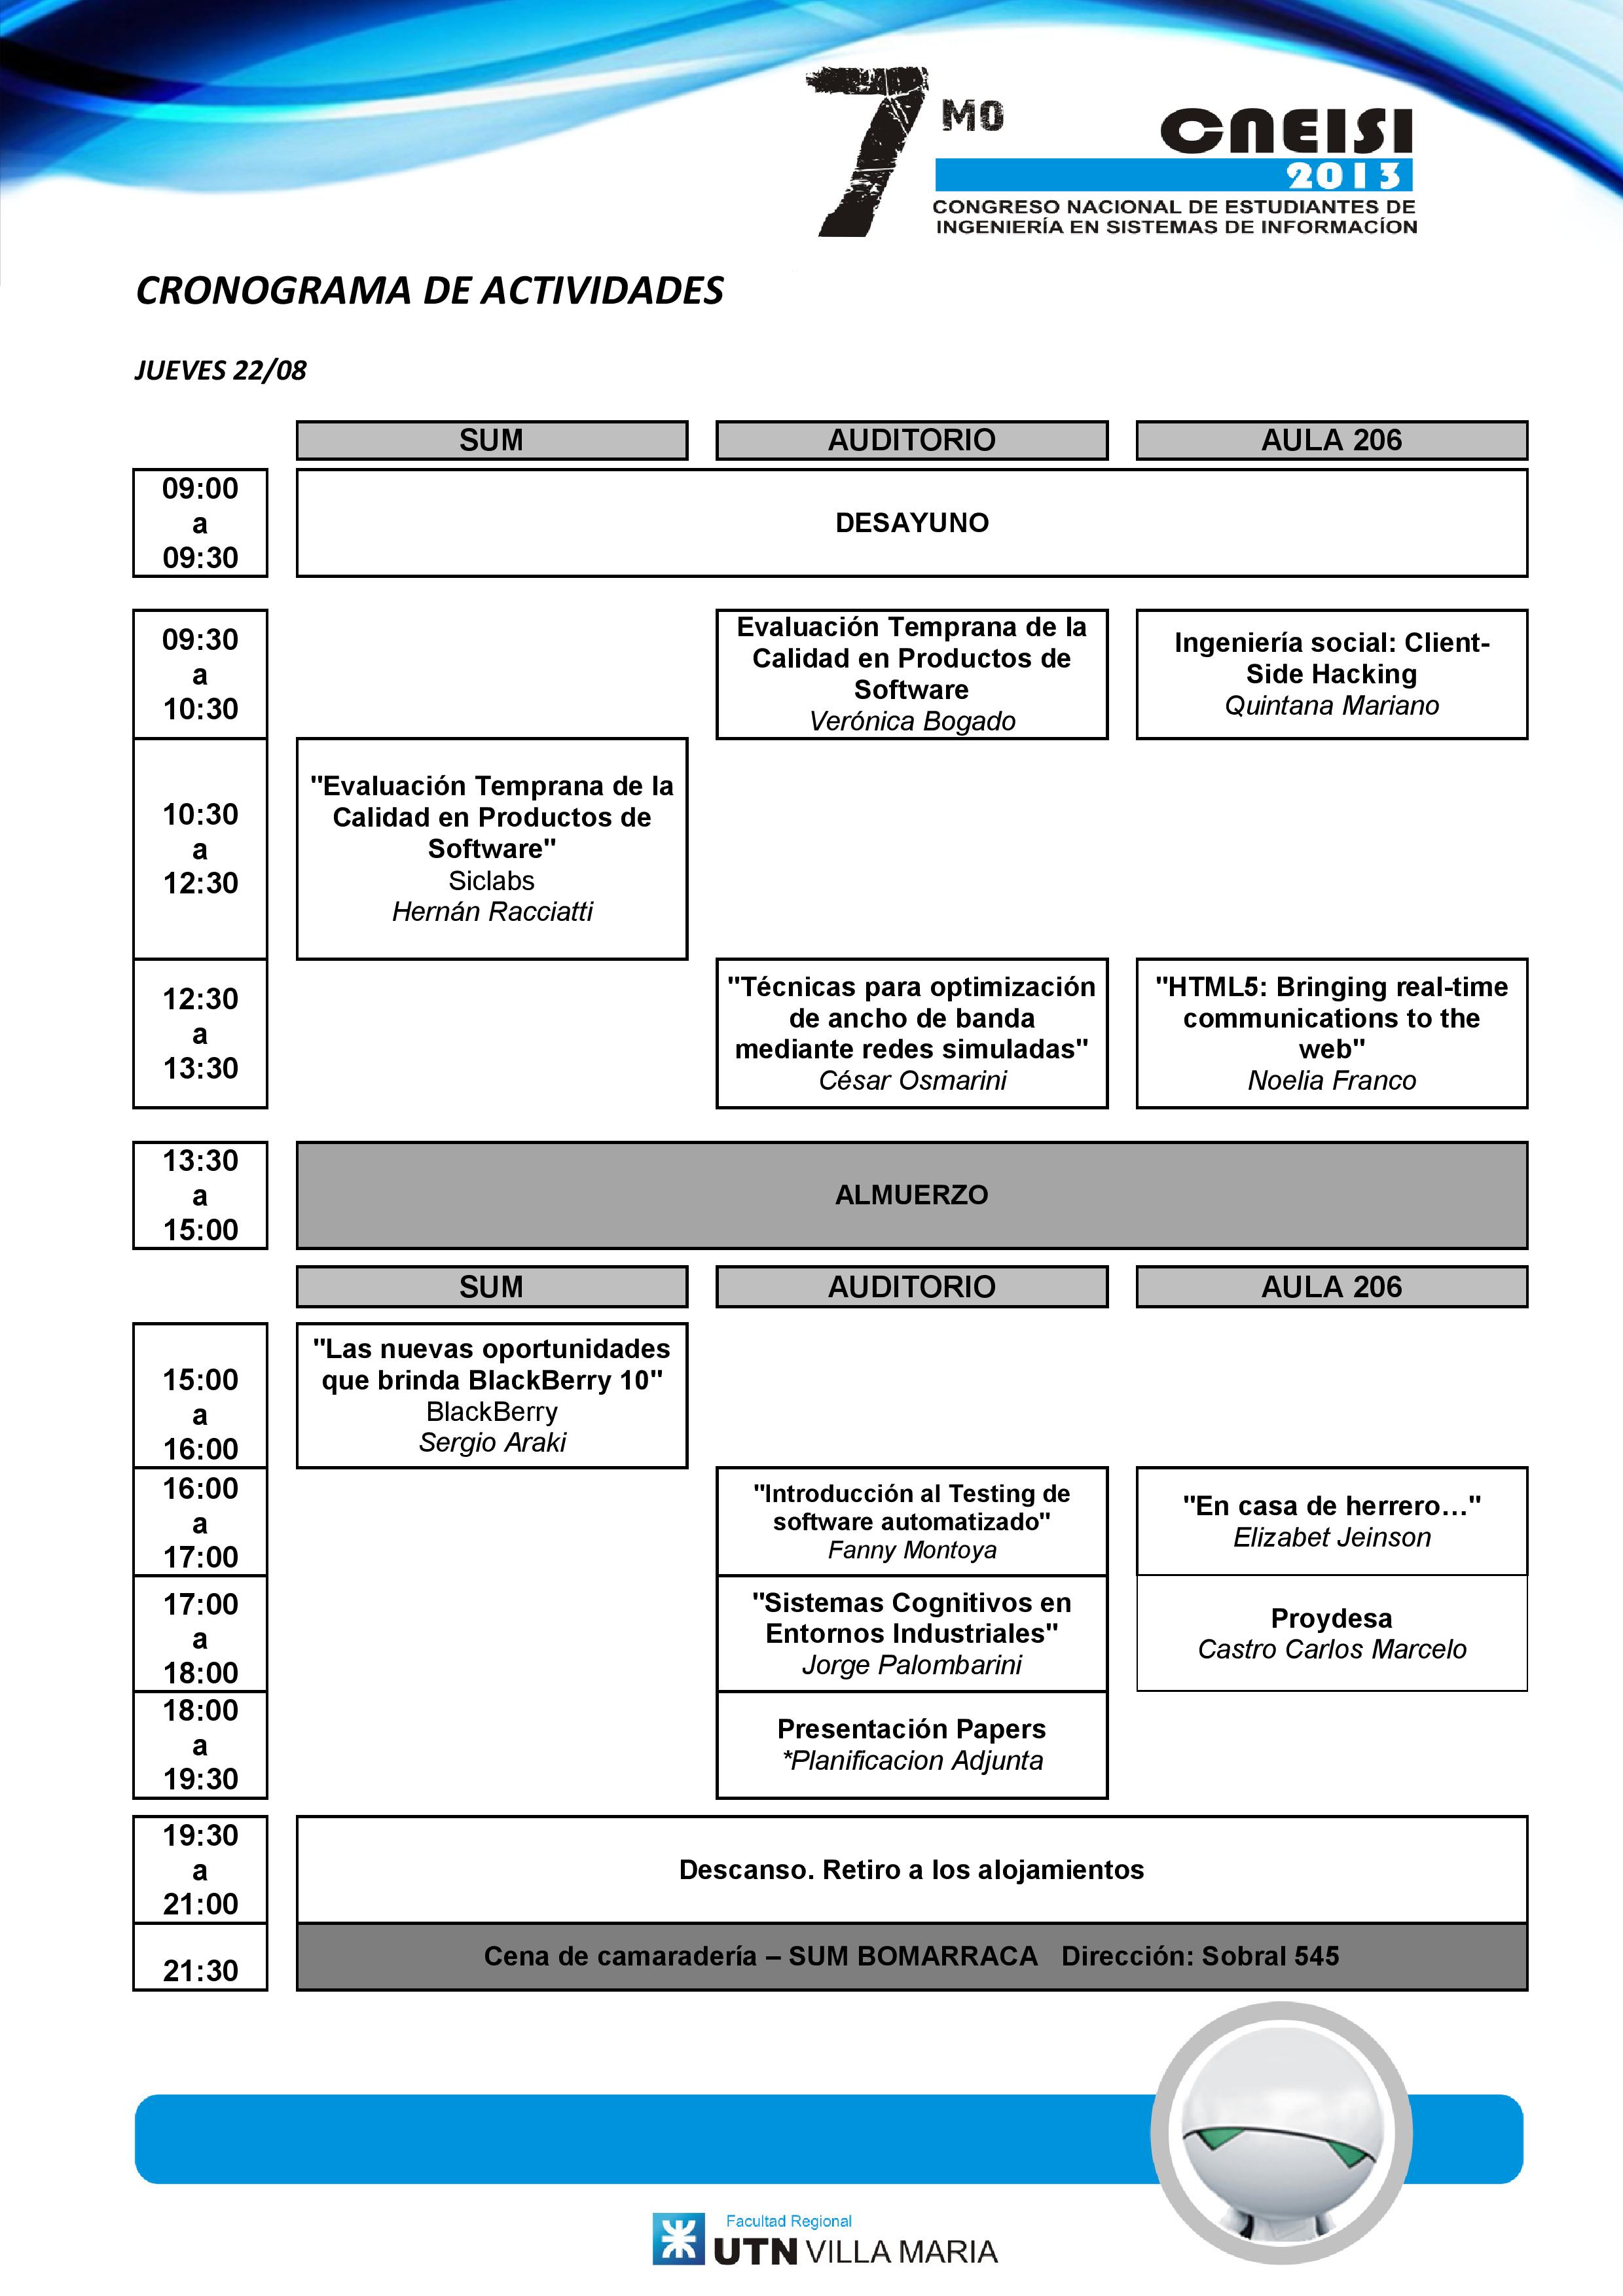 7 MO
CNEISI
2013
CONGRESO NACIONAL DE ESTUDIANTES DE
INGENIERÍA EN SISTEMAS DE INFORMACÍON
CRONOGRAMA DE ACTIVIDADES
JUEVES 22/08
SUM AUDITORIO AULA 206
09:00
a
09:30
DESAYUNO
09:30
a
10:30
Evaluación Temprana de la
Calidad en Productos de
Software
Verónica Bogado
Ingeniería social: Client-
Side Hacking
Quintana Mariano
10:30
a
12:30
"Evaluación Temprana de la
Calidad en Productos de
Software"
Siclabs
Hernán Racciatti
12:30
a
13:30
"Técnicas para optimización
de ancho de banda
mediante redes simuladas"
César Osmarini
"HTML5: Bringing real-time
communications to the
web"
Noelia Franco
13:30
a
15:00
ALMUERZO
SUM AUDITORIO AULA 206
15:00
a
16:00
"Las nuevas oportunidades
que brinda BlackBerry 10"
BlackBerry
Sergio Araki
16:00
a
17:00
"Introducción al Testing de
software automatizado"
Fanny Montoya
"En casa de herrero…"
Elizabet Jeinson
17:00
a
18:00
"Sistemas Cognitivos en
Entornos Industriales"
Jorge Palombarini
Proydesa
Castro Carlos Marcelo
18:00
a
19:30
Presentación Papers
*Planificacion Adjunta
19:30
a
21:00
Descanso. Retiro a los alojamientos
21:30
Cena de camaradería – SUM BOMARRACA Dirección: Sobral 545
Facultad Regional
UTN VILLA MARIA